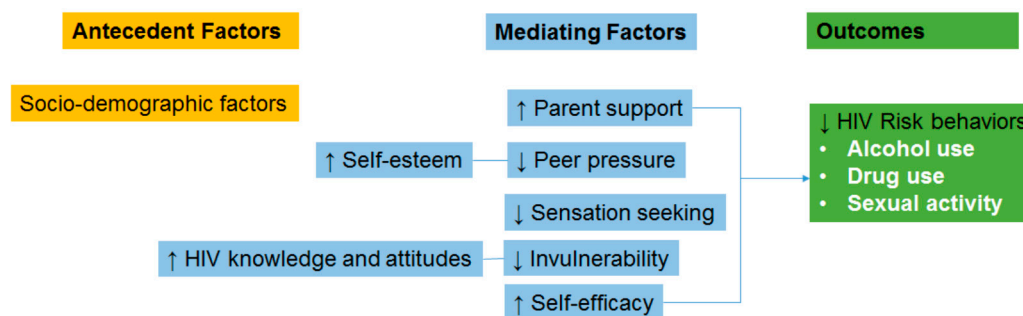 Antecedent Factors
Mediating Factors
Outcomes
Socio-demographic factors
↑ Parent support
↑ Self-esteem
↓ Peer pressure
↓ Sensation seeking
↑ HIV knowledge and attitudes
↓ Invulnerability
↑ Self-efficacy
↓ HIV Risk behaviors
• Alcohol use
• Drug use
• Sexual activity